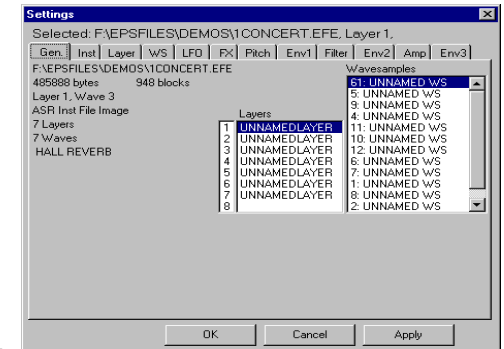 Settings
Selected: F:\EPSFILES\DEMOS\1CONCERT.EFE, Layer 1,
Gen. Inst Layer WS LFO FX Pitch Env1 Filter Env2 Amp Env3
F:\EPSFILES\DEMOS\1CONCERT.EFE
485888 bytes 948 blocks
Layer 1, Wave 3
ASR Inst File Image
7 Layers
7 Waves
HALL REVERB
Layers
1 UNNAMEDLAYER
2 UNNAMEDLAYER
3 UNNAMEDLAYER
4 UNNAMEDLAYER
5 UNNAMEDLAYER
6 UNNAMEDLAYER
7 UNNAMEDLAYER
8
Wavesamples
61: UNNAMED WS
5: UNNAMED WS
9: UNNAMED WS
4: UNNAMED WS
11: UNNAMED WS
10: UNNAMED WS
12: UNNAMED WS
6: UNNAMED WS
7: UNNAMED WS
1: UNNAMED WS
8: UNNAMED WS
2: UNNAMED WS
OK Cancel Apply